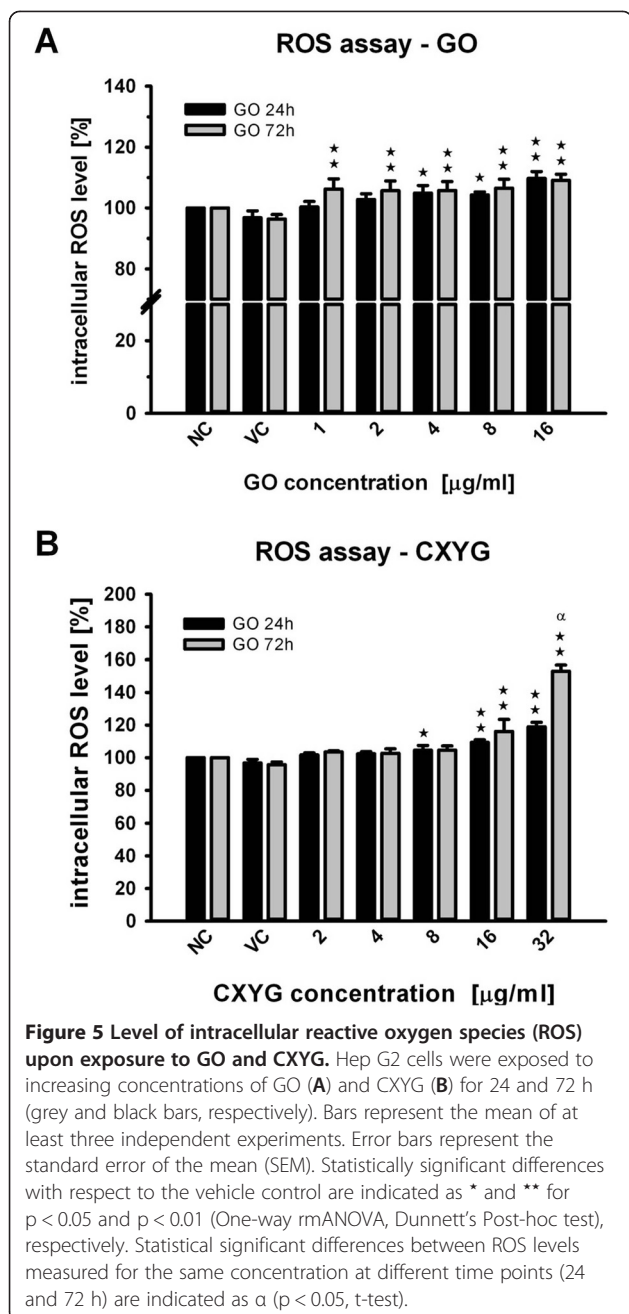 A
ROS assay - GO
intracellular ROS level [%]
140
120
100
80
20
0
GO 24h
GO 72h
★
★
★
★
★
★
★
★
★
★
★
★
★
★
NC
VC
1
2
4
8
16
GO concentration [μg/ml]
B
ROS assay - CXYG
intracellular ROS level [%]
200
180
160
140
120
100
80
60
40
20
0
GO 24h
GO 72h
★
★
★
★
★
★
★
α
★
★
NC
VC
2
4
8
16
32
CXYG concentration [μg/ml]
Figure 5 Level of intracellular reactive oxygen species (ROS)
upon exposure to GO and CXYG. Hep G2 cells were exposed to
increasing concentrations of GO (A) and CXYG (B) for 24 and 72 h
(grey and black bars, respectively). Bars represent the mean of at
least three independent experiments. Error bars represent the
standard error of the mean (SEM). Statistically significant differences
with respect to the vehicle control are indicated as * and ** for
p < 0.05 and p < 0.01 (One-way rmANOVA, Dunnett's Post-hoc test),
respectively. Statistical significant differences between ROS levels
measured for the same concentration at different time points (24
and 72 h) are indicated as α (p < 0.05, t-test).